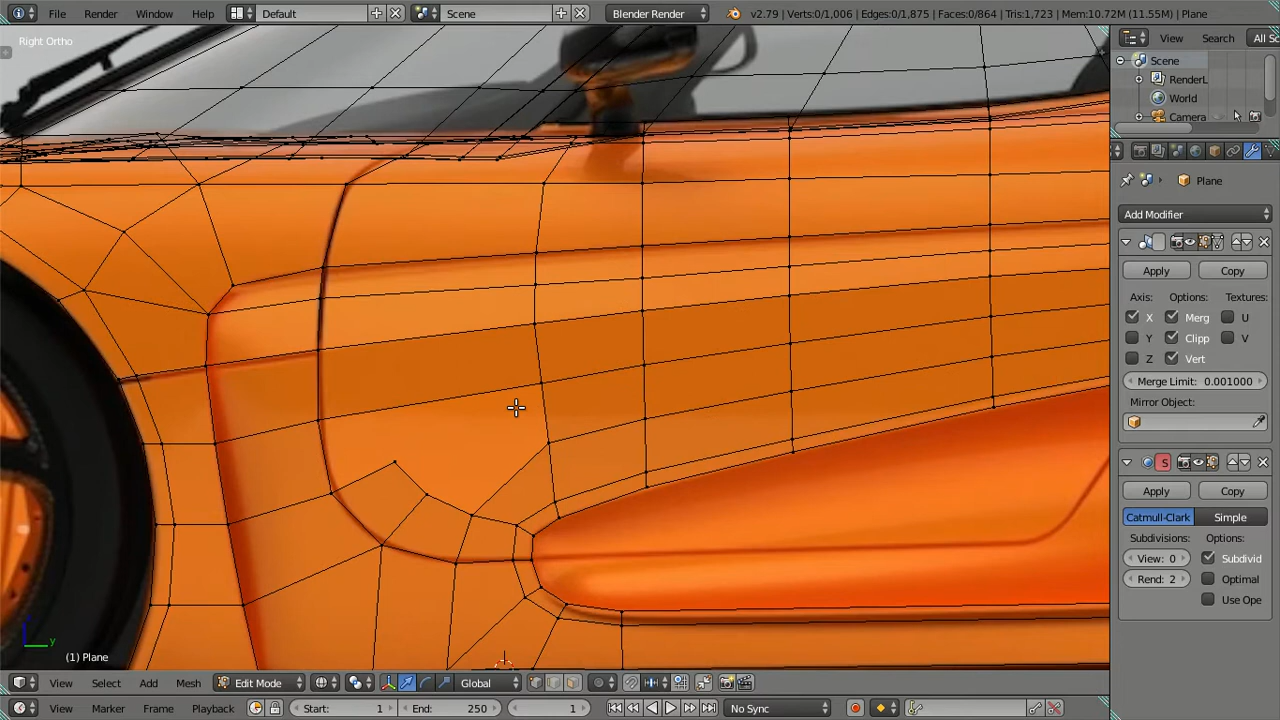 File Render Window Help Default Scene Blender Render v2.79 | Verts:0/1,006 | Edges:0/1,875 | Faces:0/864 | Tris:1,723 | Mem:10.72M (11.55M) | Plane
Right Ortho
View Search All Sc
Scene
RenderL
World
Camera
Plane
Add Modifier
Apply Copy
Axis: Options: Textures:
X Merg U
Y Clipp V
Z Vert
Merge Limit: 0.001000
Mirror Object:
S
Apply Copy
Catmull-Clark Simple
Subdivisions: Options:
View: 0 Subdivid
Rend: 2 Optimal
Use Ope
y
(1) Plane
View Select Add Mesh Edit Mode Global
View Marker Frame Playback Start: 1 End: 250 1 No Sync